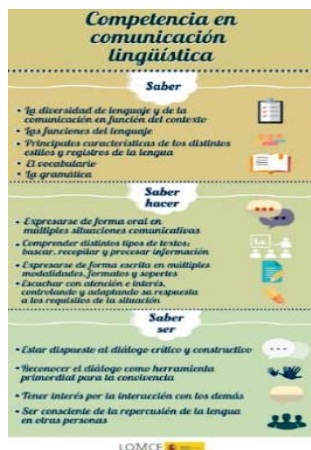 Competencia en
comunicación
lingüística
Saber
• La diversidad de lenguaje y de la
comunicación en función del contexto
• Las funciones del lenguaje
• Principales características de los distintos
estilos y registros de la lengua
• El vocabulario
• La gramática
Saber
hacer
• Expresarse de forma oral en
múltiples situaciones comunicativas
• Comprender distintos tipos de textos;
buscar, recopilar y procesar información
• Expresarse de forma escrita en múltiples
modalidades, formatos y soportes
• Escuchar con atención e interés,
controlando y adaptando su respuesta
a los requisitos de la situación
Saber
ser
• Estar dispuesto al diálogo crítico y constructivo
• Reconocer el diálogo como herramienta
primordial para la convivencia
• Tener interés por la interacción con los demás
• Ser consciente de la repercusión de la lengua
en otras personas
LOMCE